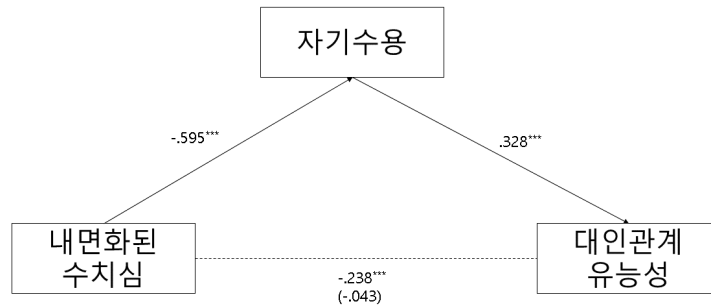 자기수용
-.595***
.328***
내면화된
수치심
대인관계
유능성
-.238***
(-.043)